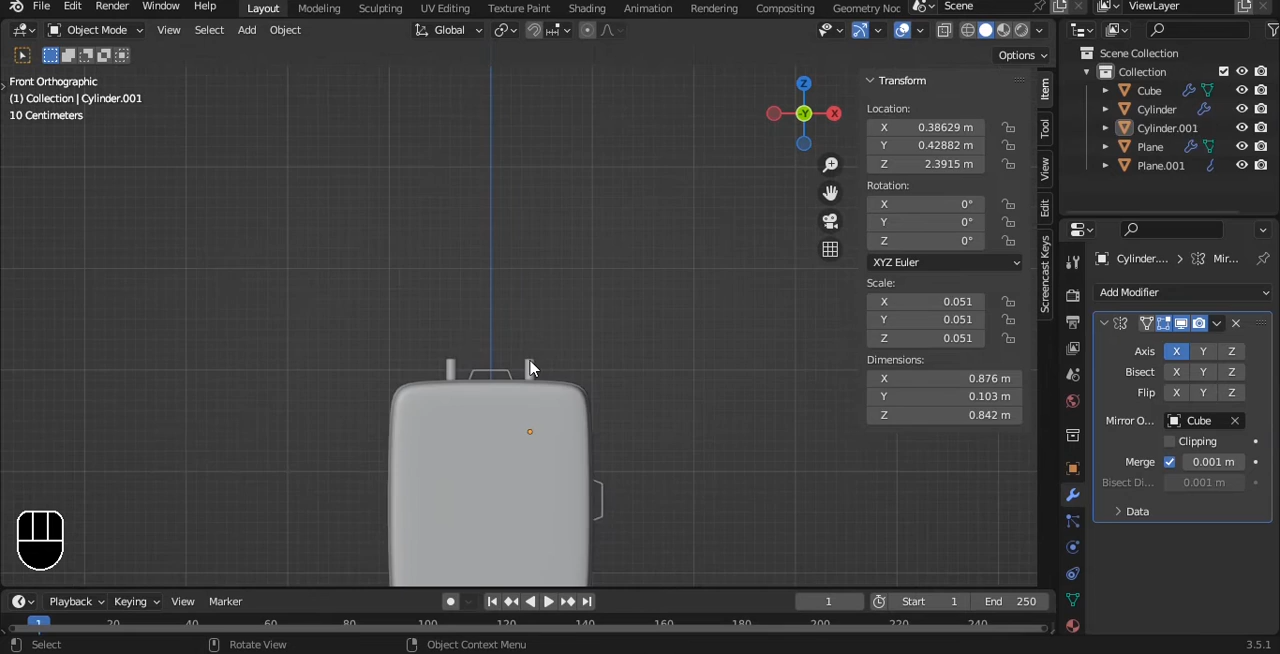 File Edit Render Window Help Layout Modeling Sculpting UV Editing Texture Paint Shading Animation Rendering Compositing Geometry Noc Scene ViewLayer
Object Mode View Select Add Object Global
Options
Front Orthographic
(1) Collection | Cylinder.001
10 Centimeters
Z
X
-Y
Transform
Location:
X 0.38629 m
Y 0.42882 m
Z 2.3915 m
Rotation:
X 0°
Y 0°
Z 0°
XYZ Euler
Scale:
X 0.051
Y 0.051
Z 0.051
Dimensions:
X 0.876 m
Y 0.103 m
Z 0.842 m
Item
Tool
View
Edit
Screencast Keys
Scene Collection
Collection
Cube
Cylinder
Cylinder.001
Plane
Plane.001
Cylinder.... > Mir...
Add Modifier
Axis X Y Z
Bisect X Y Z
Flip X Y Z
Mirror O... Cube
Clipping
Merge 0.001 m
Bisect Di... 0.001 m
Data
Playback Keying View Marker 1 Start 1 End 250
1 20 40 60 80 100 120 140 160 180 200 220 240
Select Rotate View Object Context Menu 3.5.1